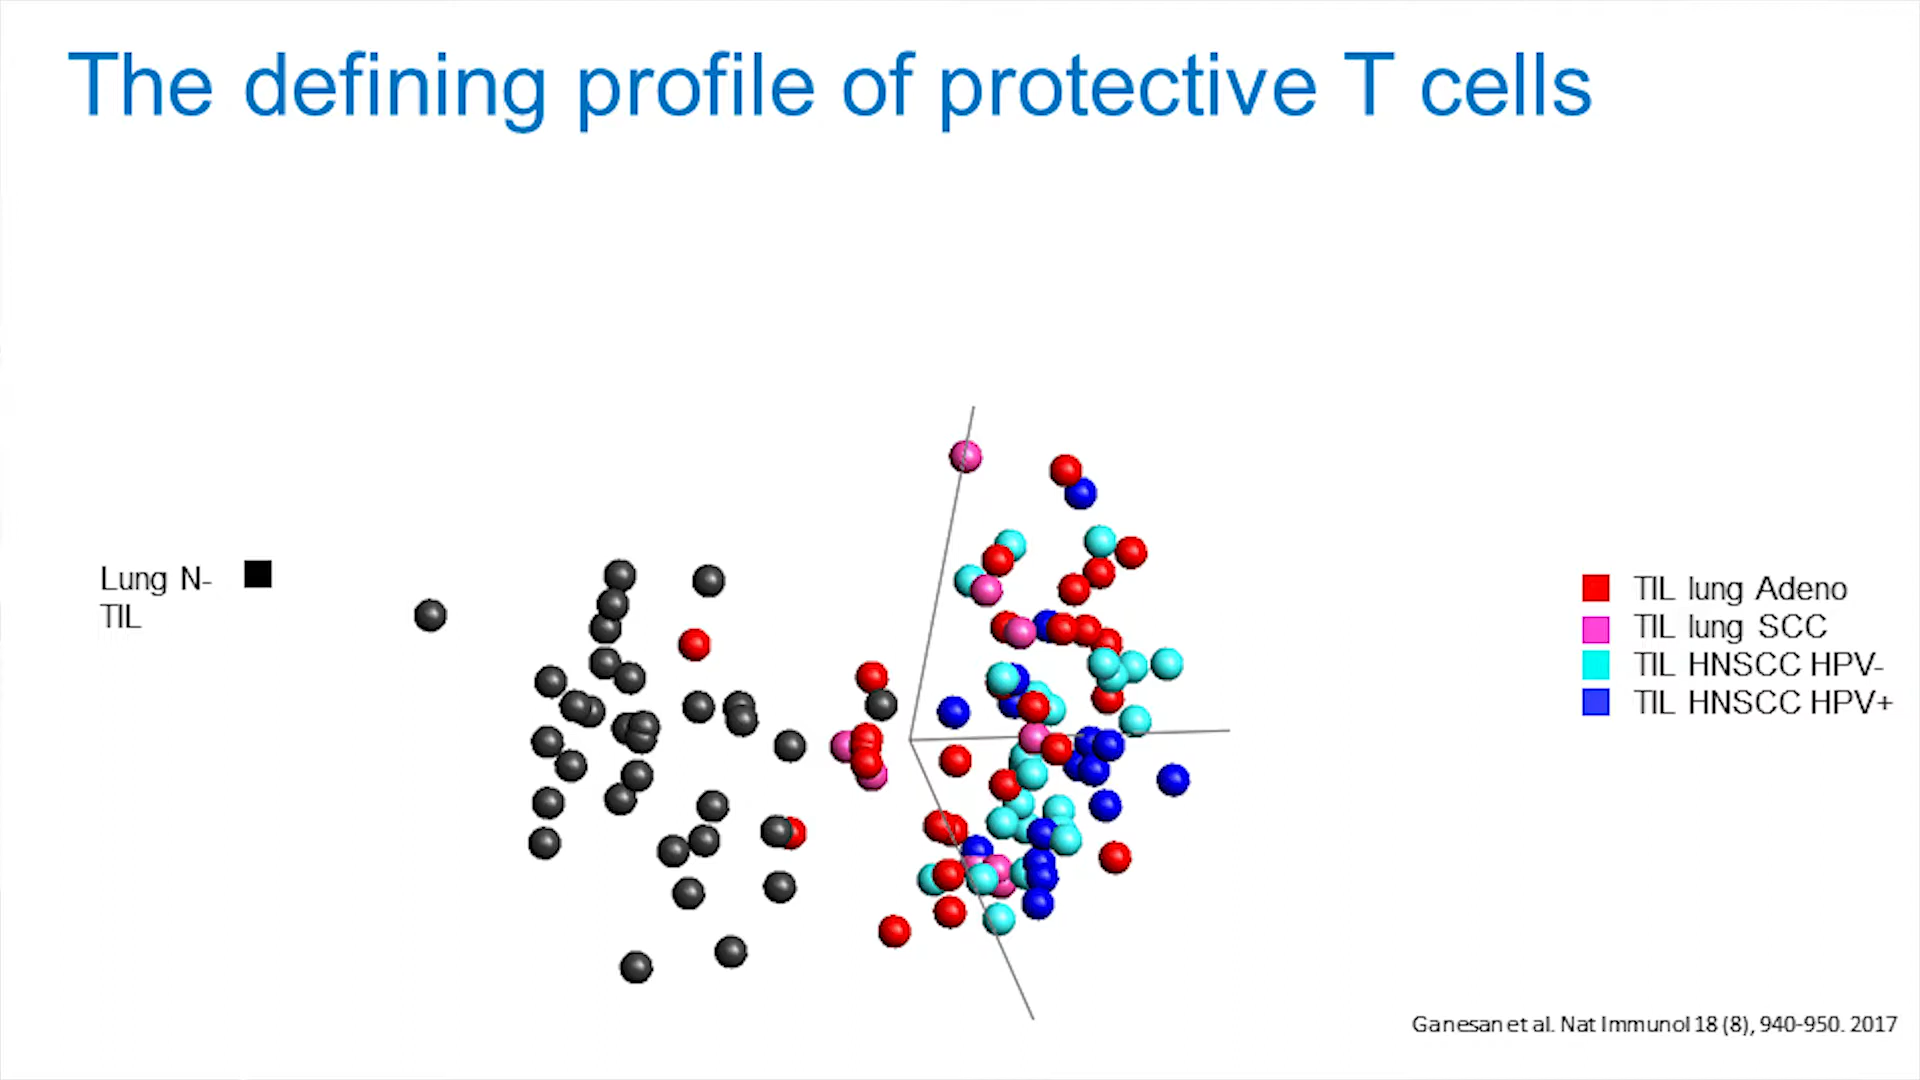 The defining profile of protective T cells
Lung N-
TIL
TIL lung Adeno
TIL lung SCC
TIL HNSCC HPV-
TIL HNSCC HPV+
Ganesan et al. Nat Immunol 18 (8), 940-950. 2017